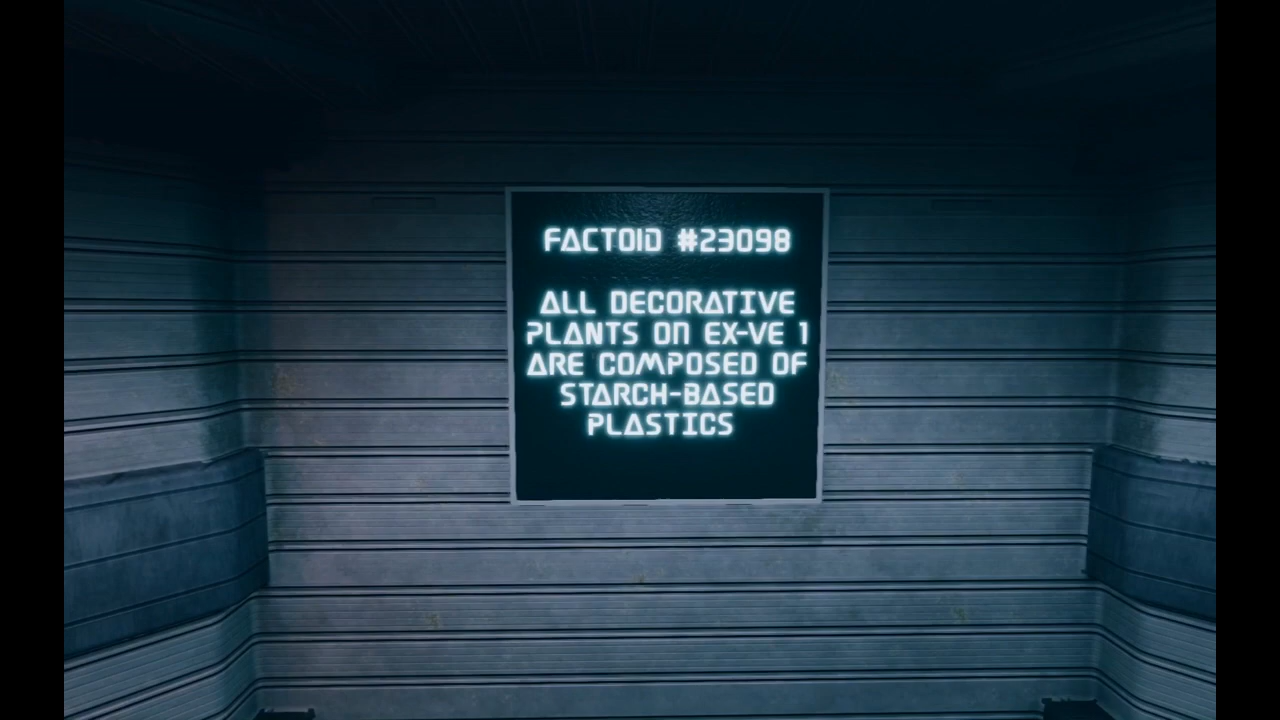 FACTOID #23098
ALL DECORATIVE
PLANTS ON EX-VE 1
ARE COMPOSED OF
STARCH-BASED
PLASTICS